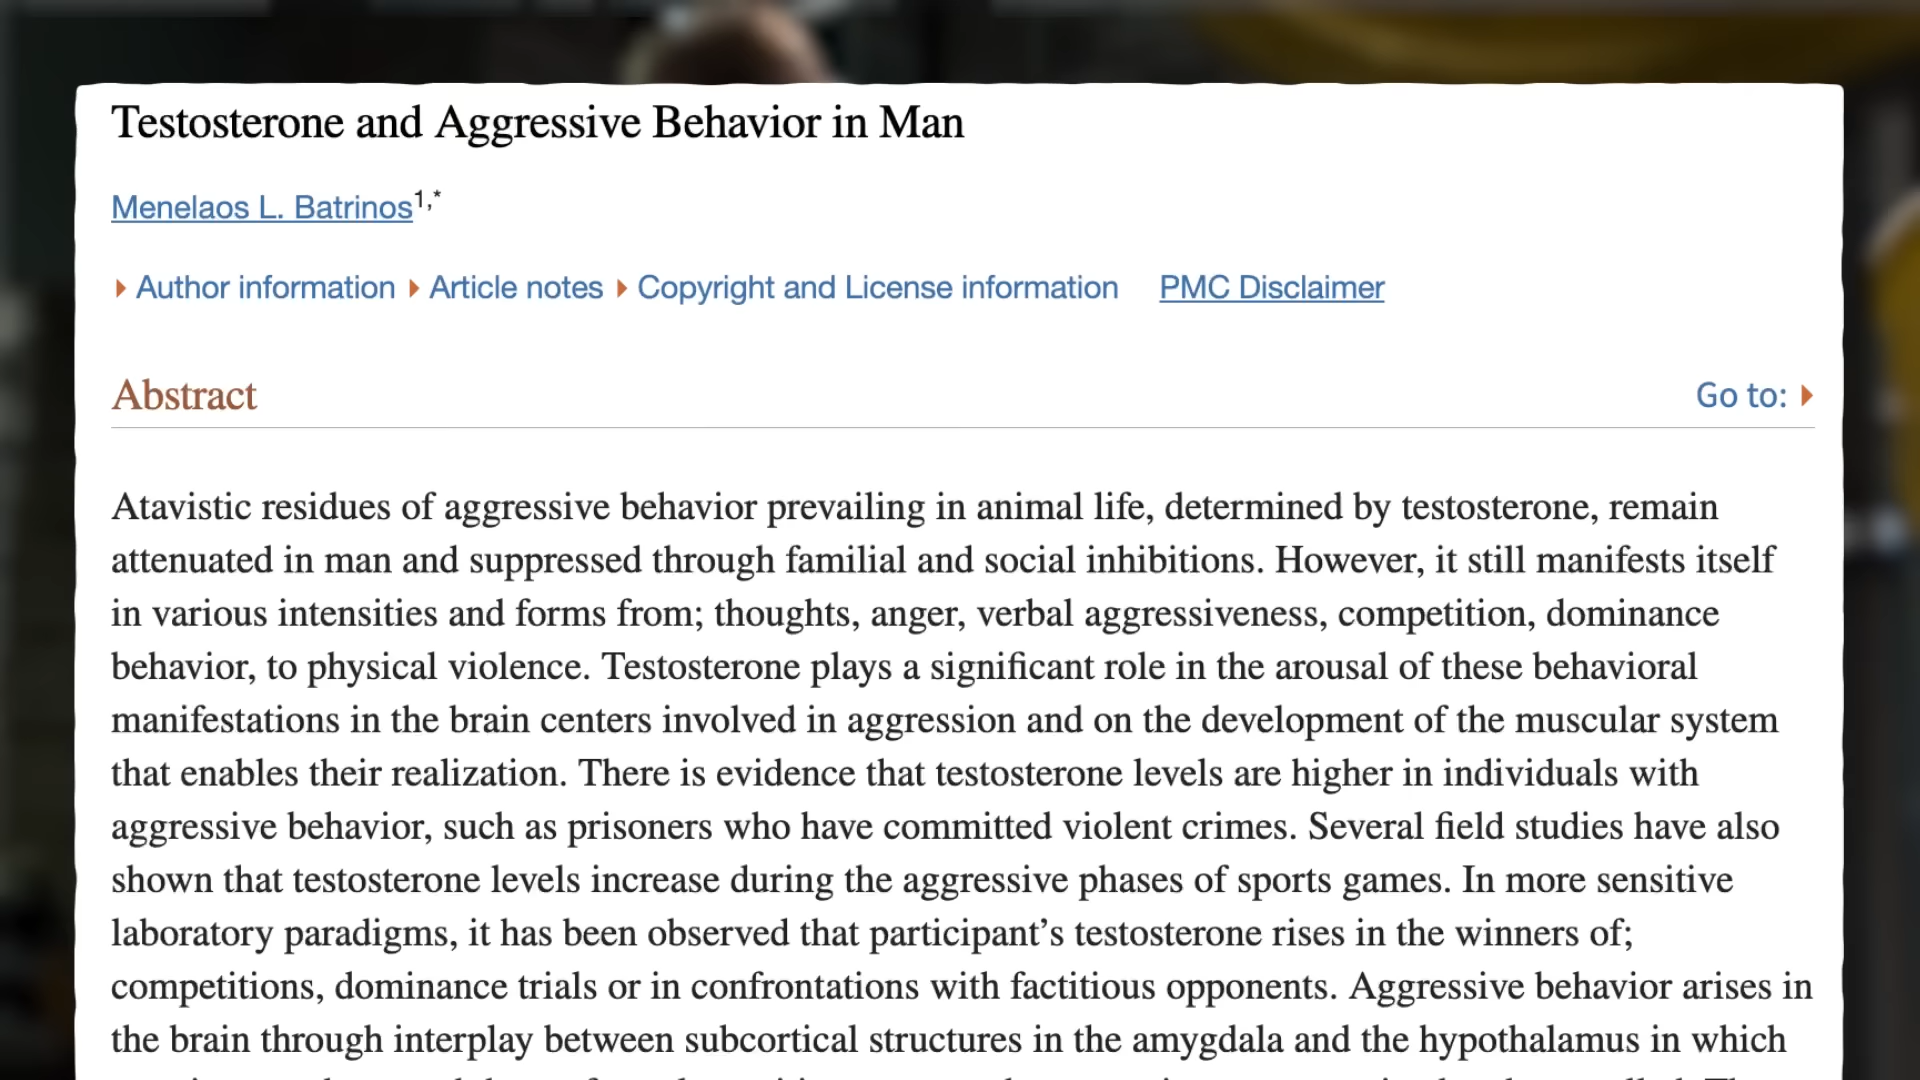 Testosterone and Aggressive Behavior in Man
Menelaos L. Batrinos1,*
Author information Article notes Copyright and License information PMC Disclaimer
Abstract Go to:
Atavistic residues of aggressive behavior prevailing in animal life, determined by testosterone, remain
attenuated in man and suppressed through familial and social inhibitions. However, it still manifests itself
in various intensities and forms from; thoughts, anger, verbal aggressiveness, competition, dominance
behavior, to physical violence. Testosterone plays a significant role in the arousal of these behavioral
manifestations in the brain centers involved in aggression and on the development of the muscular system
that enables their realization. There is evidence that testosterone levels are higher in individuals with
aggressive behavior, such as prisoners who have committed violent crimes. Several field studies have also
shown that testosterone levels increase during the aggressive phases of sports games. In more sensitive
laboratory paradigms, it has been observed that participant’s testosterone rises in the winners of;
competitions, dominance trials or in confrontations with factitious opponents. Aggressive behavior arises in
the brain through interplay between subcortical structures in the amygdala and the hypothalamus in which